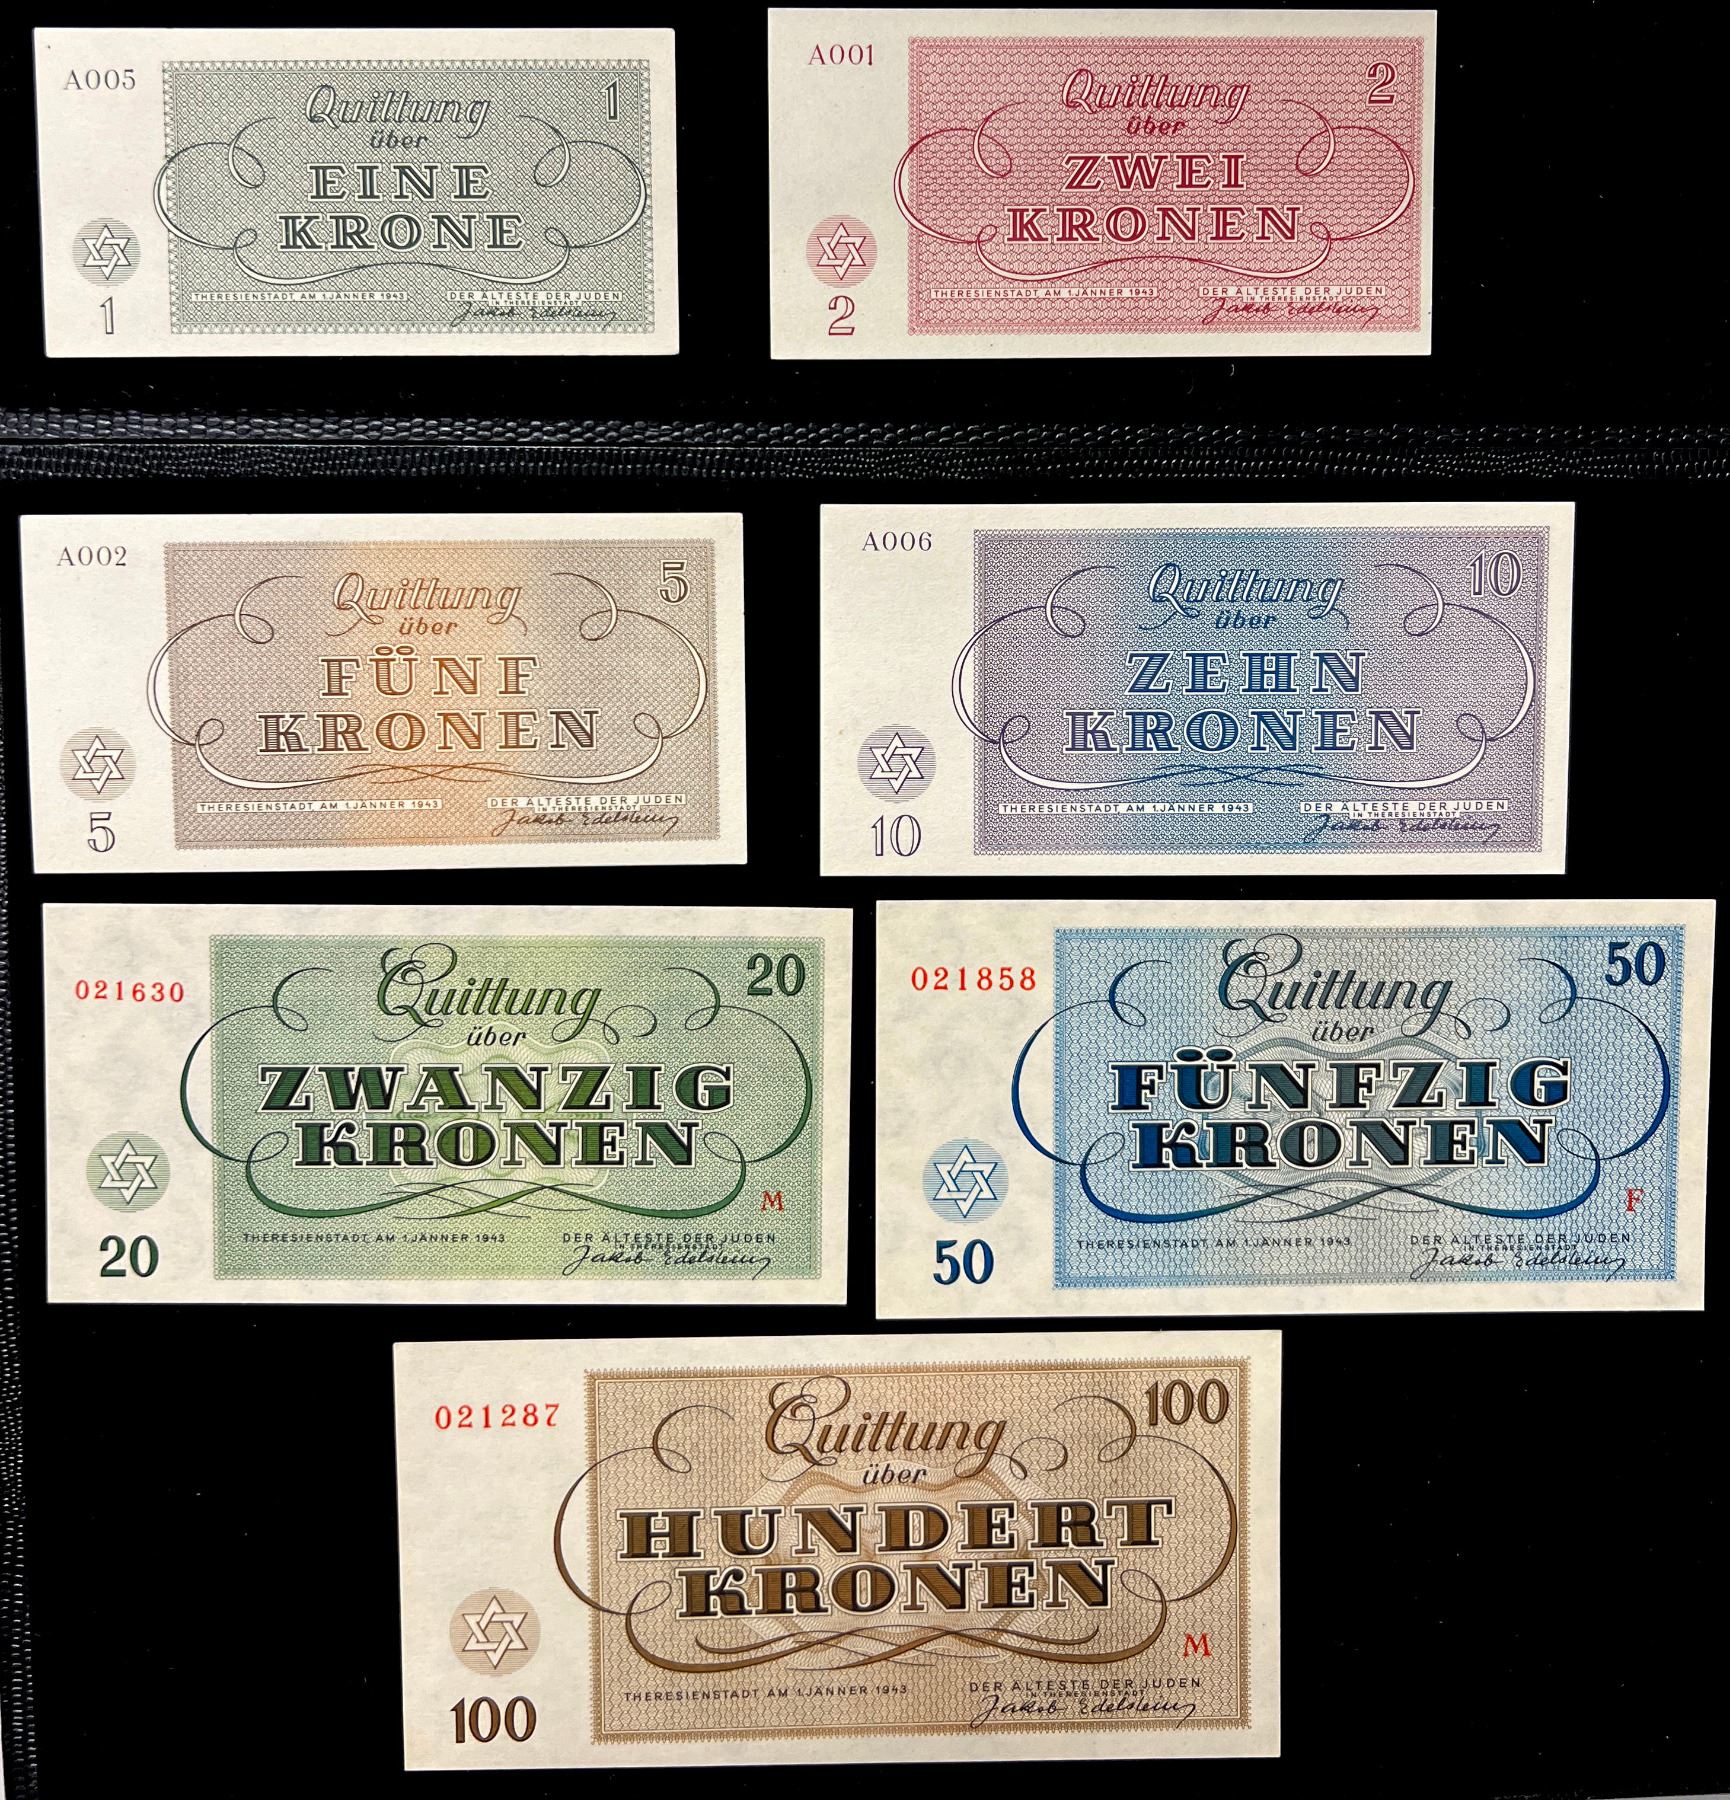 A005
1
Quittung
über
EINE
KRONE
THERESIENSTADT AM 1.JÄNNER 1943
DER ÄLTESTE DER JUDEN
IN THERESIENSTADT
Jakob Edelstein
1
A001
2
Quittung
über
ZWEI
KRONEN
THERESIENSTADT, AM 1.JÄNNER 1943
DER ÄLTESTE DER JUDEN
IN THERESIENSTADT
Jakob Edelstein
2
A002
5
Quittung
über
FÜNF
KRONEN
THERESIENSTADT, AM 1.JÄNNER 1943
DER ÄLTESTE DER JUDEN
IN THERESIENSTADT
Jakob Edelstein
5
A006
10
Quittung
über
ZEHN
KRONEN
THERESIENSTADT, AM 1.JÄNNER 1943
DER ÄLTESTE DER JUDEN
IN THERESIENSTADT
Jakob Edelstein
10
021630
20
Quittung
über
ZWANZIG
KRONEN
M
THERESIENSTADT, AM 1.JÄNNER 1943
DER ÄLTESTE DER JUDEN
IN THERESIENSTADT
Jakob Edelstein
20
021858
50
Quittung
über
FÜNFZIG
KRONEN
F
THERESIENSTADT, AM 1.JÄNNER 1943
DER ÄLTESTE DER JUDEN
IN THERESIENSTADT
Jakob Edelstein
50
021287
100
Quittung
über
HUNDERT
KRONEN
M
THERESIENSTADT, AM 1.JÄNNER 1943
DER ÄLTESTE DER JUDEN
IN THERESIENSTADT
Jakob Edelstein
100